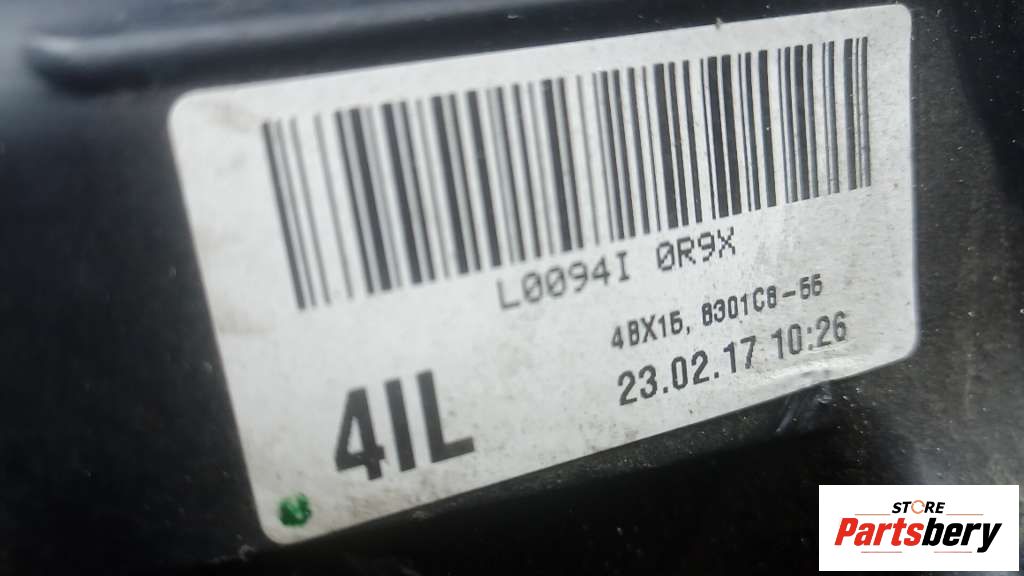 L0094I 0R9X
4BX15, 8301C8-55
23.02.17 10:26
4IL
STORE
Partsbery